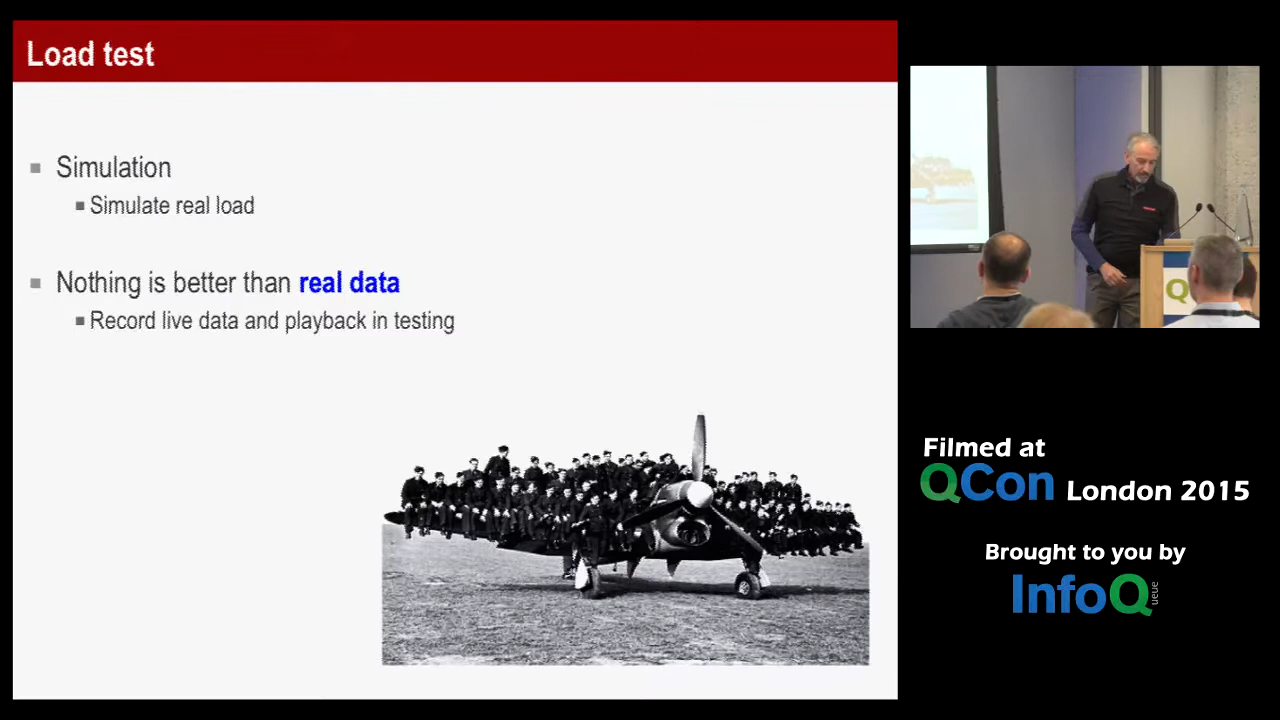 Load test
Simulation
Simulate real load
Nothing is better than real data
Record live data and playback in testing
Q
Filmed at
QCon London 2015
Brought to you by
InfoQ
ueue